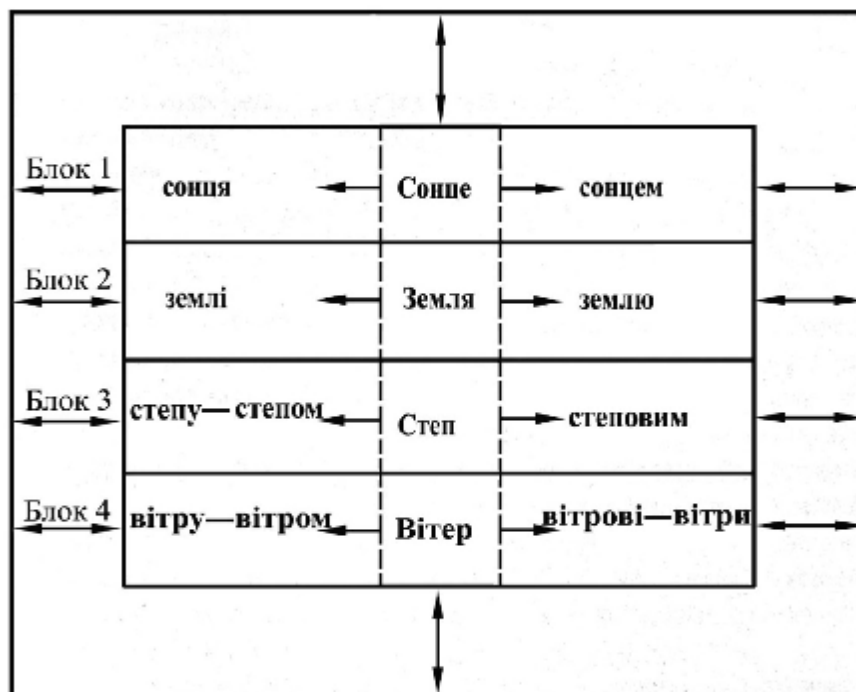 Блок 1
сонця Сонце сонцем
Блок 2
землі Земля землю
Блок 3
степу—степом Степ степовим
Блок 4
вітру—вітром Вітер вітрові—вітри